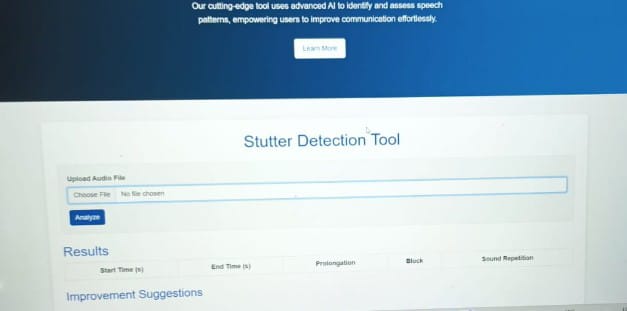 Our cutting-edge tool uses advanced AI to identify and assess speech
patterns, empowering users to improve communication effortlessly.
Learn More
Stutter Detection Tool
Upload Audio File
Choose File No file chosen
Analyze
Results
Start Time (s) End Time (s) Prolongation Block Sound Repetition
Improvement Suggestions